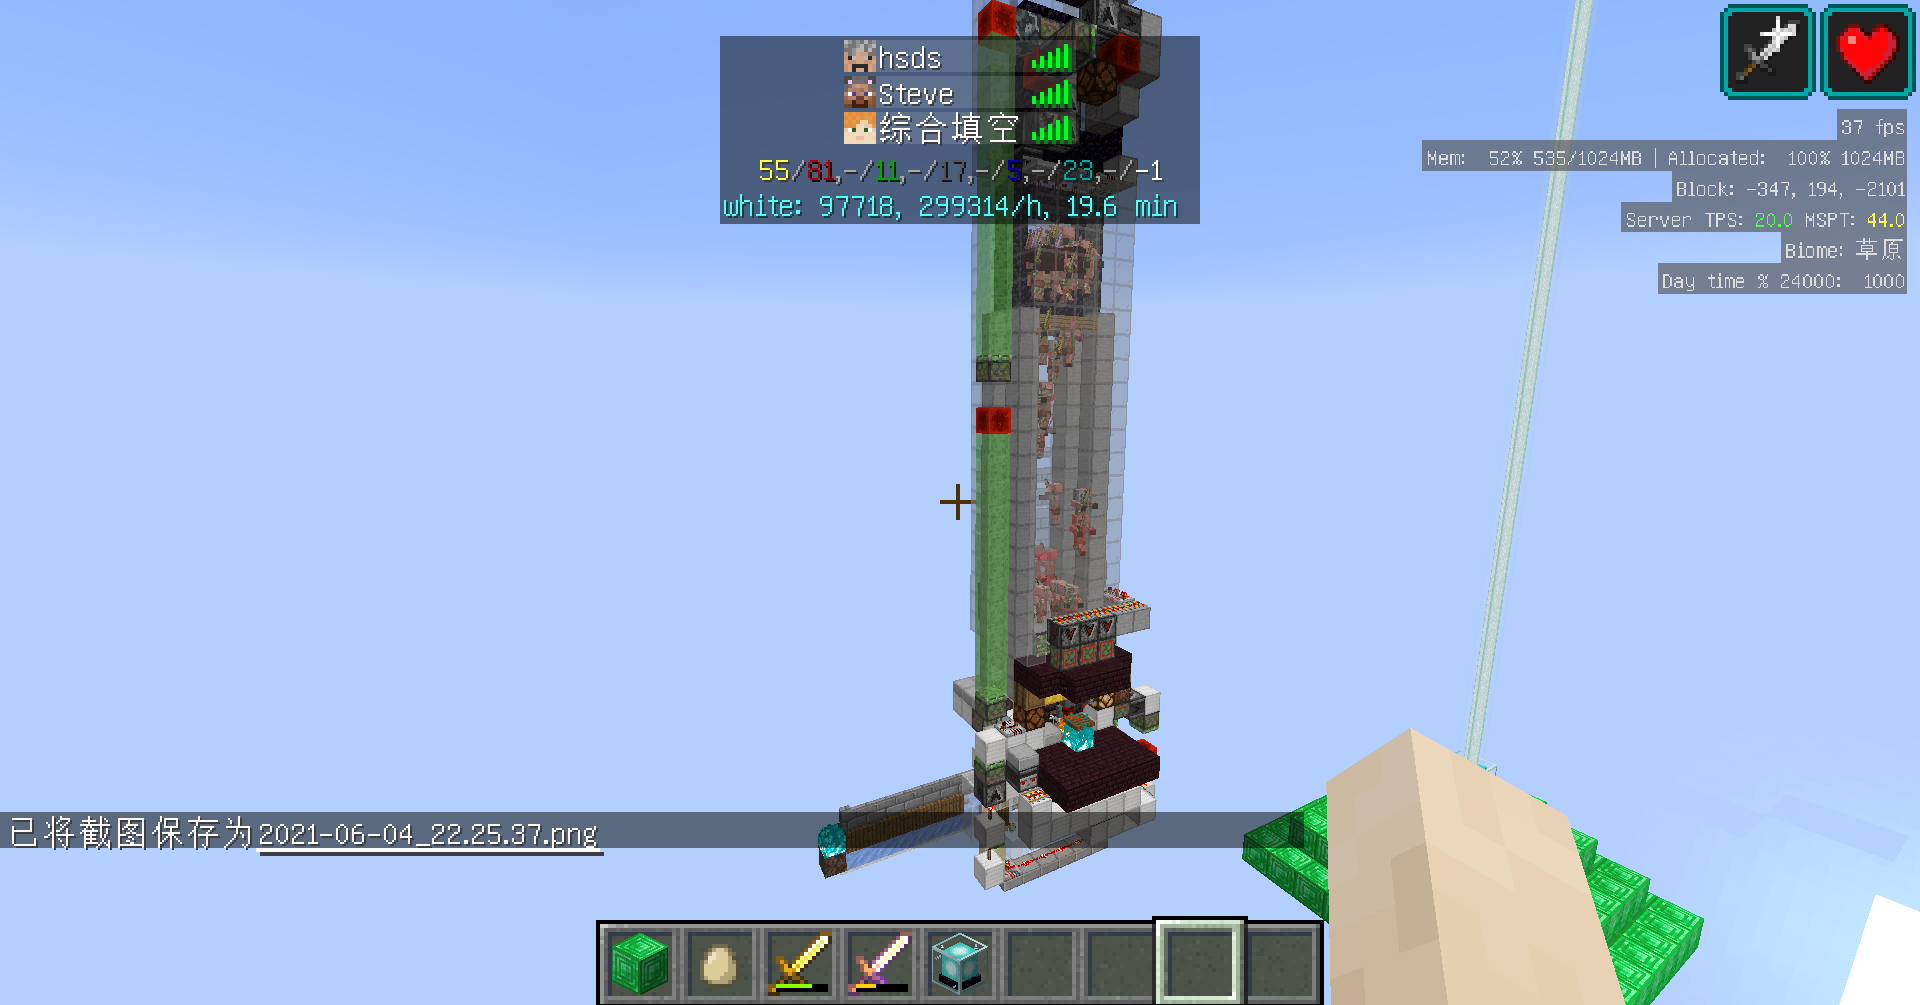 hsds
Steve
综合填空
55/81,-/11,-/17,-/5,-/23,-/-1
white: 97718, 299314/h, 19.6 min
37 fps
Mem: 52% 535/1024MB | Allocated: 100% 1024MB
Block: -347, 194, -2101
Server TPS: 20.0 MSPT: 44.0
Biome: 草原
Day time % 24000: 1000
已将截图保存为2021-06-04_22.25.37.png